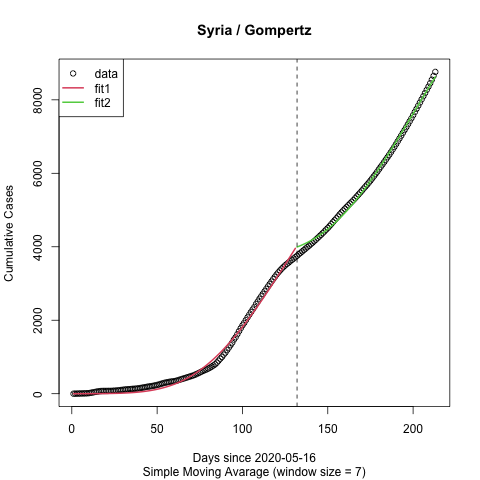 Syria / Gompertz
data
fit1
fit2
Cumulative Cases
8000
6000
4000
2000
0
0 50 100 150 200
Days since 2020-05-16
Simple Moving Avarage (window size = 7)